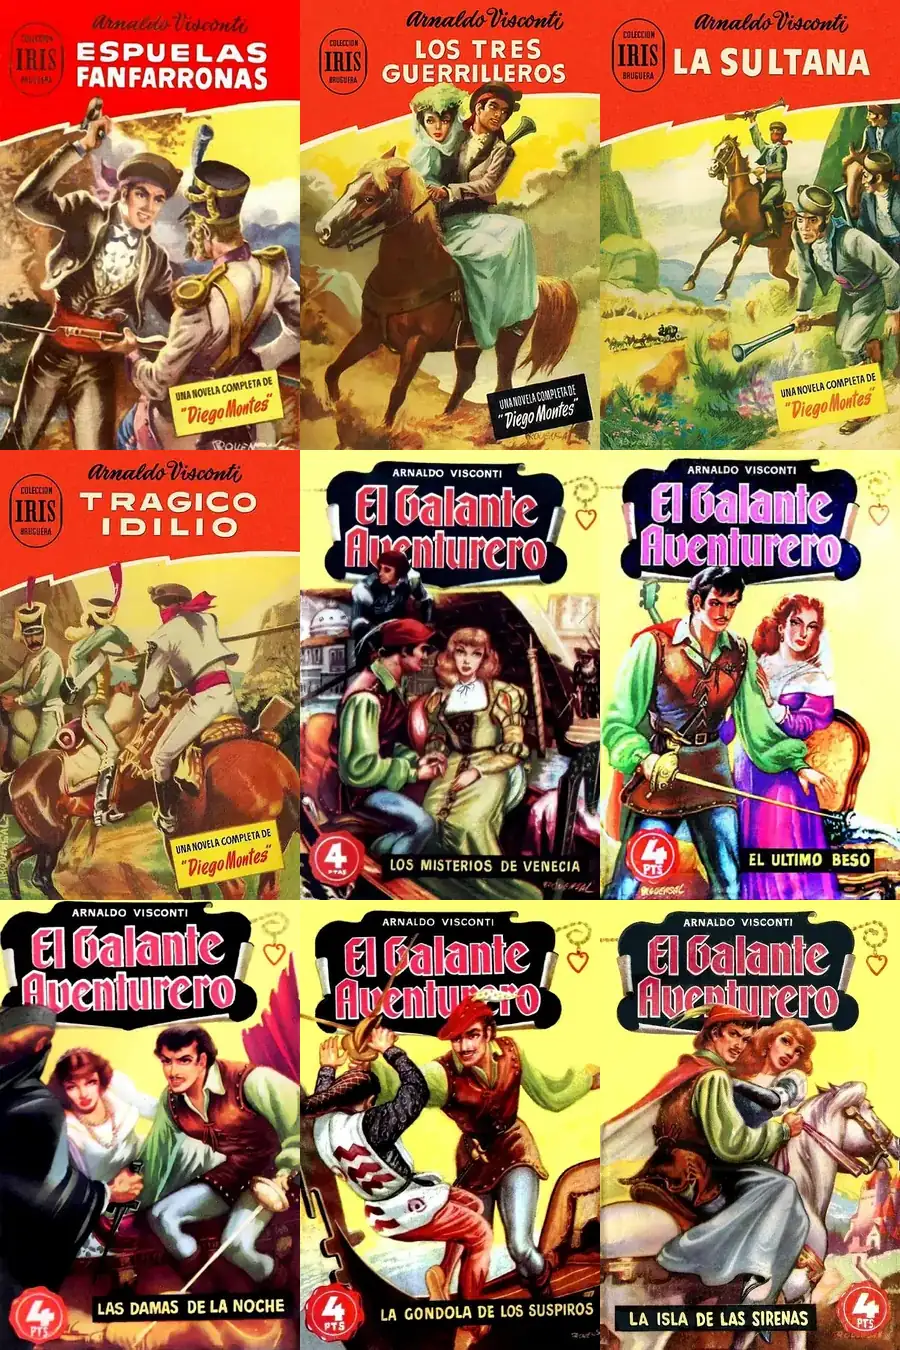 Arnaldo Visconti
COLECCION
IRIS
BRUGUERA
ESPUELAS
FANFARRONAS
UNA NOVELA COMPLETA DE
"Diego Montes"
Arnaldo Visconti
COLECCION
IRIS
BRUGUERA
LOS TRES
GUERRILLEROS
UNA NOVELA COMPLETA DE
"Diego Montes"
Arnaldo Visconti
COLECCION
IRIS
BRUGUERA
LA SULTANA
UNA NOVELA COMPLETA DE
"Diego Montes"
Arnaldo Visconti
COLECCION
IRIS
BRUGUERA
TRAGICO
IDILIO
UNA NOVELA COMPLETA DE
"Diego Montes"
ARNALDO VISCONTI
El Galante
Aventurero
4
PTAS
LOS MISTERIOS DE VENECIA
ARNALDO VISCONTI
El Galante
Aventurero
4
PTS
EL ULTIMO BESO
ARNALDO VISCONTI
El Galante
Aventurero
LAS DAMAS DE LA NOCHE
4
PTS
ARNALDO VISCONTI
El Galante
Aventurero
LA GONDOLA DE LOS SUSPIROS
4
PTS
ARNALDO VISCONTI
El Galante
Aventurero
LA ISLA DE LAS SIRENAS
4
PTS